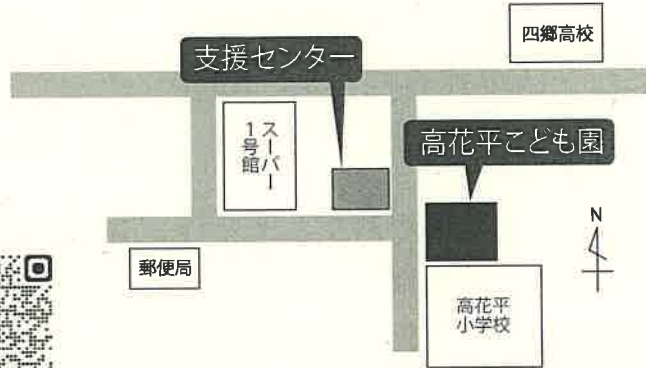 四郷高校
支援センター
スーパー
1号館
高花平こども園
N
郵便局
高花平
小学校